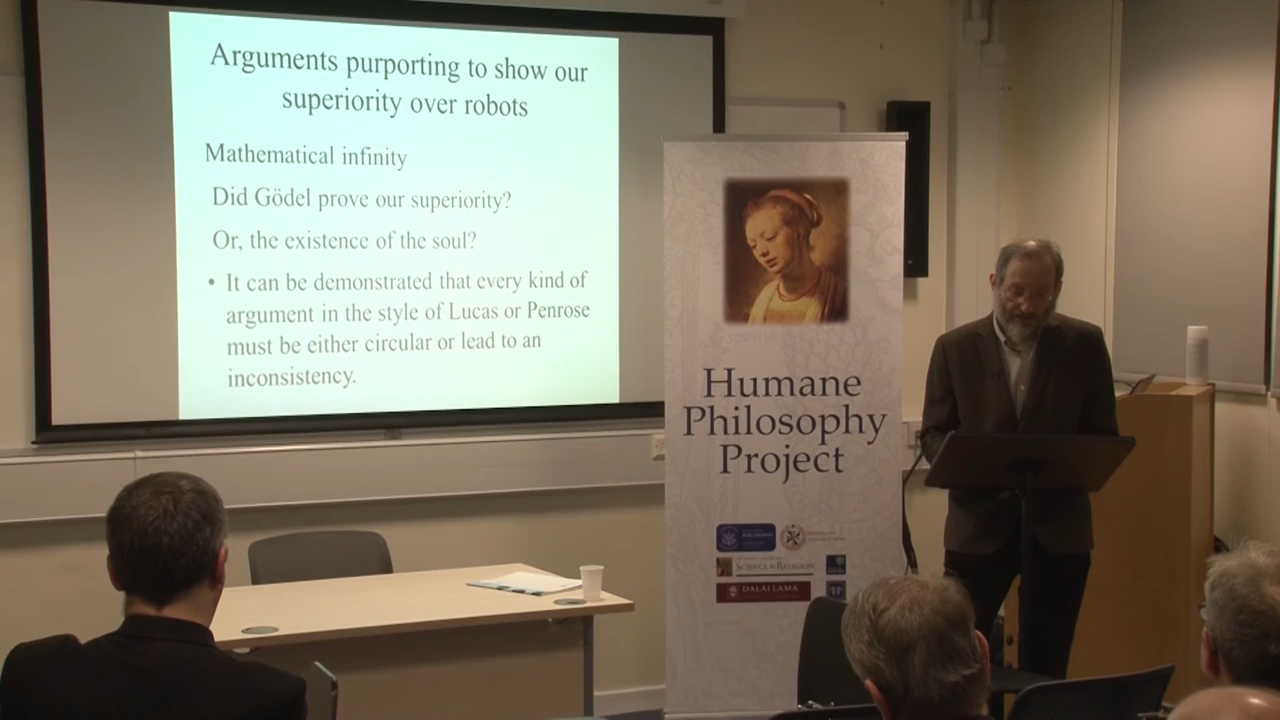 Arguments purporting to show our
superiority over robots
Mathematical infinity
Did Gödel prove our superiority?
Or, the existence of the soul?
• It can be demonstrated that every kind of
argument in the style of Lucas or Penrose
must be either circular or lead to an
inconsistency.
Humane
Philosophy
Project
SCIENCE & RELIGION
DALAI LAMA